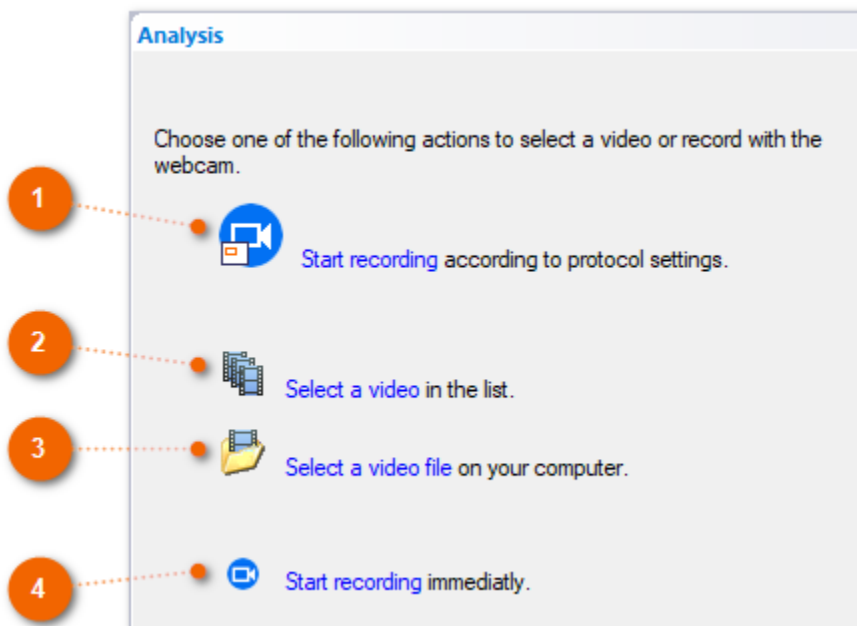 Analysis
Choose one of the following actions to select a video or record with the
webcam.
1
Start recording according to protocol settings.
2
Select a video in the list.
3
Select a video file on your computer.
4
Start recording immediatly.